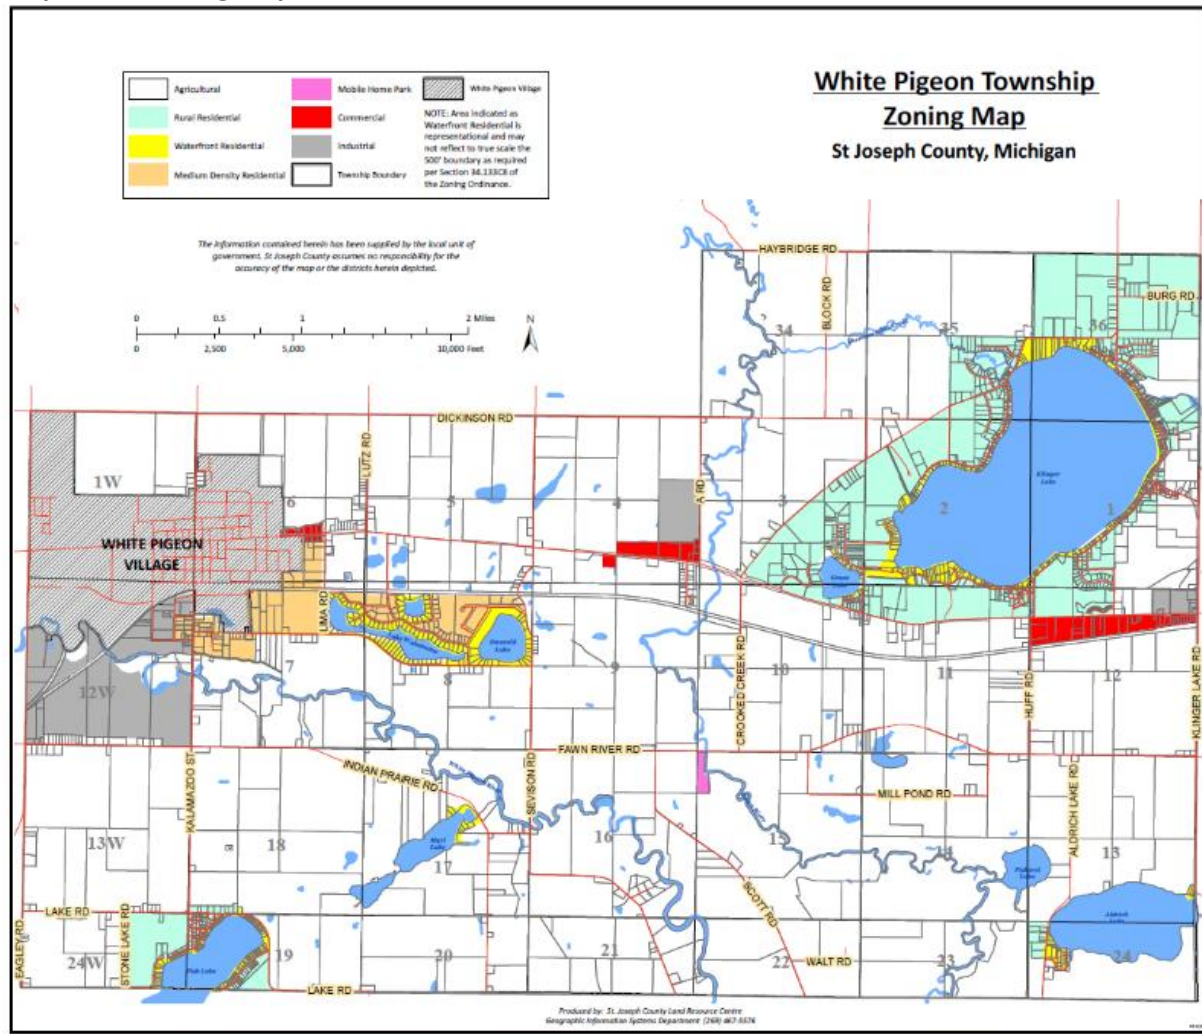 White Pigeon Township
Zoning Map
St Joseph County, Michigan
Agricultural
Rural Residential
Waterfront Residential
Medium Density Residential
Mobile Home Park
Commercial
Industrial
Township Boundary
White Pigeon Village
NOTE: Area indicated as
Waterfront Residential is
representational and may
not reflect to true scale the
500' boundary as required
per Section 34.133C8 of
the Zoning Ordinance.
The information contained herein has been supplied by the local unit of
government. St Joseph County assumes no responsibility for the
accuracy of the map or the districts herein depicted.
0 0.5 1 2 Miles
0 2,500 5,000 10,000 Feet
N
HAYBRIDGE RD
BLOCK RD
BURG RD
34
35
36
DICKINSON RD
LUTZ RD
A RD
1W
6
5
4
3
2
1
Klinger
Lake
WHITE PIGEON
VILLAGE
LIMA RD
CROOKED CREEK RD
HUFF RD
KLINGER LAKE RD
12W
7
8
9
10
11
12
FAWN RIVER RD
INDIAN PRAIRIE RD
KALAMAZOO ST
SEVISON RD
MILL POND RD
ALDRICH LAKE RD
13W
18
17
16
15
14
13
Lake
SCOTT RD
LAKE RD
EAGLEY RD
STONE LAKE RD
24W
19
20
21
22
WALT RD
23
24
Lake
LAKE RD
Produced by: St. Joseph County Land Resource Centre
Geographic Information Systems Department (269) 467-5576